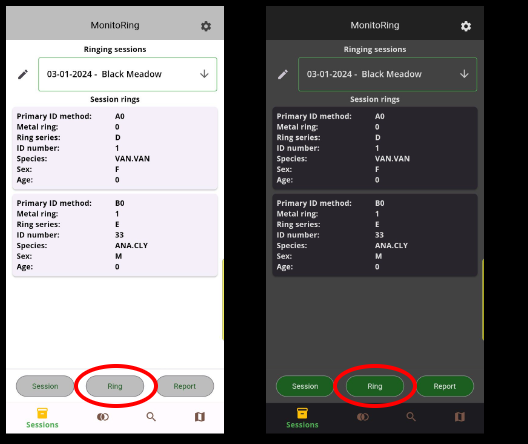 MonitoRing
Ringing sessions
03-01-2024 - Black Meadow
Session rings
Primary ID method: A0
Metal ring: 0
Ring series: D
ID number: 1
Species: VAN.VAN
Sex: F
Age: 0
Primary ID method: B0
Metal ring: 1
Ring series: E
ID number: 33
Species: ANA.CLY
Sex: M
Age: 0
Session Ring Report
Sessions
MonitoRing
Ringing sessions
03-01-2024 - Black Meadow
Session rings
Primary ID method: A0
Metal ring: 0
Ring series: D
ID number: 1
Species: VAN.VAN
Sex: F
Age: 0
Primary ID method: B0
Metal ring: 1
Ring series: E
ID number: 33
Species: ANA.CLY
Sex: M
Age: 0
Session Ring Report
Sessions